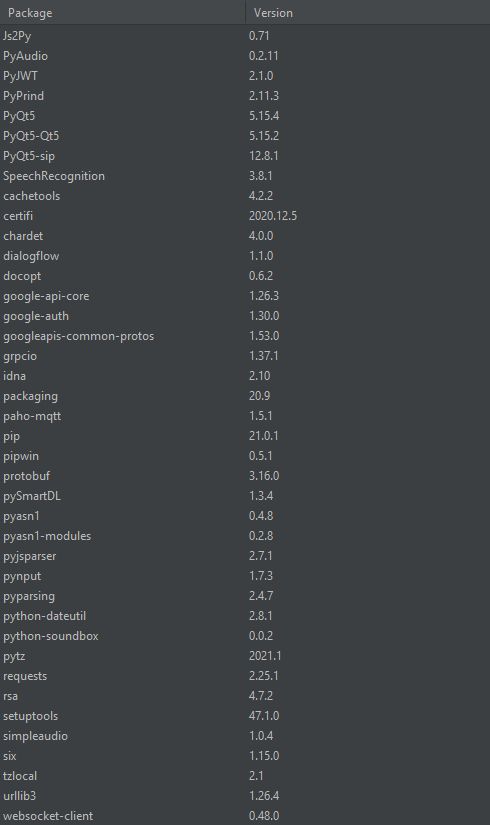 Package Version
Js2Py 0.71
PyAudio 0.2.11
PyJWT 2.1.0
PyPrind 2.11.3
PyQt5 5.15.4
PyQt5-Qt5 5.15.2
PyQt5-sip 12.8.1
SpeechRecognition 3.8.1
cachetools 4.2.2
certifi 2020.12.5
chardet 4.0.0
dialogflow 1.1.0
docopt 0.6.2
google-api-core 1.26.3
google-auth 1.30.0
googleapis-common-protos 1.53.0
grpcio 1.37.1
idna 2.10
packaging 20.9
paho-mqtt 1.5.1
pip 21.0.1
pipwin 0.5.1
protobuf 3.16.0
pySmartDL 1.3.4
pyasn1 0.4.8
pyasn1-modules 0.2.8
pyjsparser 2.7.1
pynput 1.7.3
pyparsing 2.4.7
python-dateutil 2.8.1
python-soundbox 0.0.2
pytz 2021.1
requests 2.25.1
rsa 4.7.2
setuptools 47.1.0
simpleaudio 1.0.4
six 1.15.0
tzlocal 2.1
urllib3 1.26.4
websocket-client 0.48.0